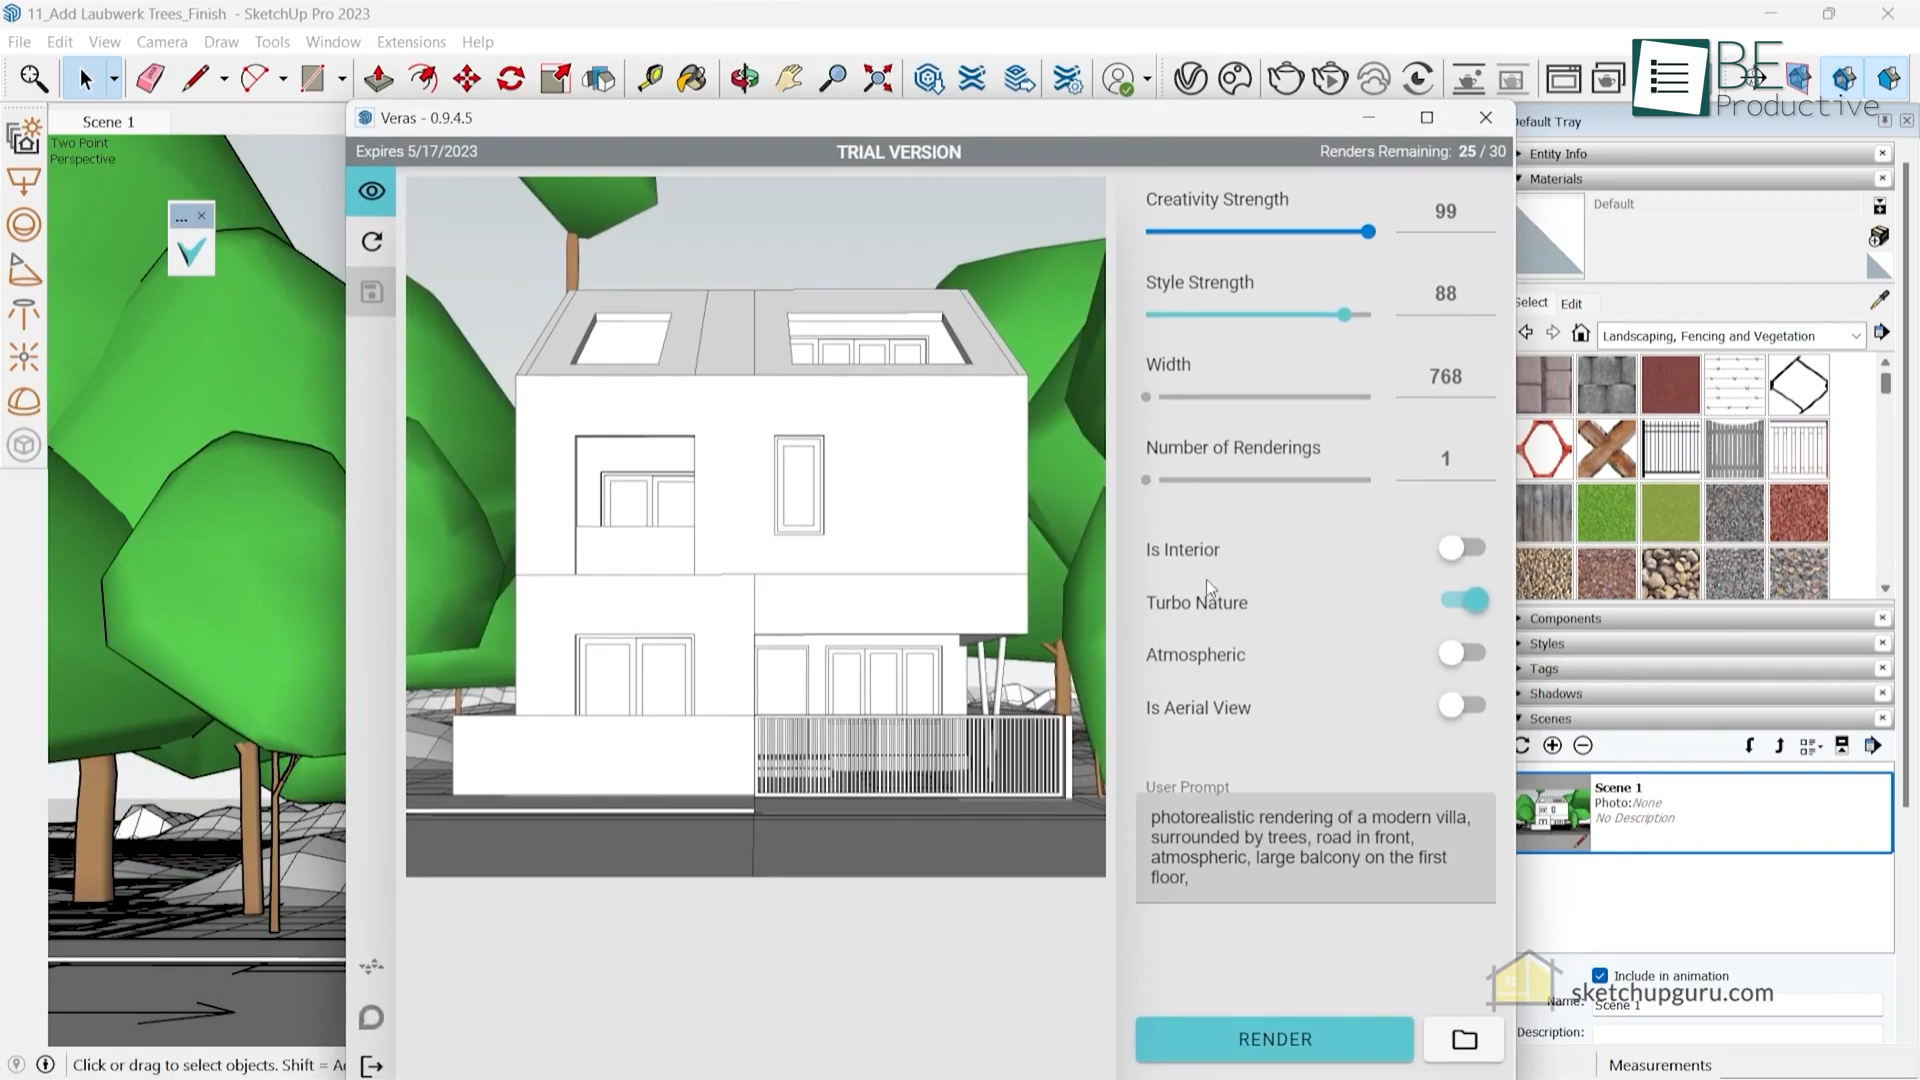 11_Add Laubwerk Trees_Finish - SketchUp Pro 2023
File Edit View Camera Draw Tools Window Extensions Help
BE
Productive
Scene 1
Two Point
Perspective
...
Veras - 0.9.4.5
Expires 5/17/2023
TRIAL VERSION
Renders Remaining: 25 / 30
Creativity Strength
99
Style Strength
88
Width
768
Number of Renderings
1
Is Interior
Turbo Nature
Atmospheric
Is Aerial View
User Prompt
photorealistic rendering of a modern villa,
surrounded by trees, road in front,
atmospheric, large balcony on the first
floor,
RENDER
Default Tray
Entity Info
Materials
Default
Select Edit
Landscaping, Fencing and Vegetation
Components
Styles
Tags
Shadows
Scenes
Scene 1
Photo: None
No Description
Include in animation
sketchupguru.com
Name: Scene 1
Description:
Click or drag to select objects. Shift =
Measurements